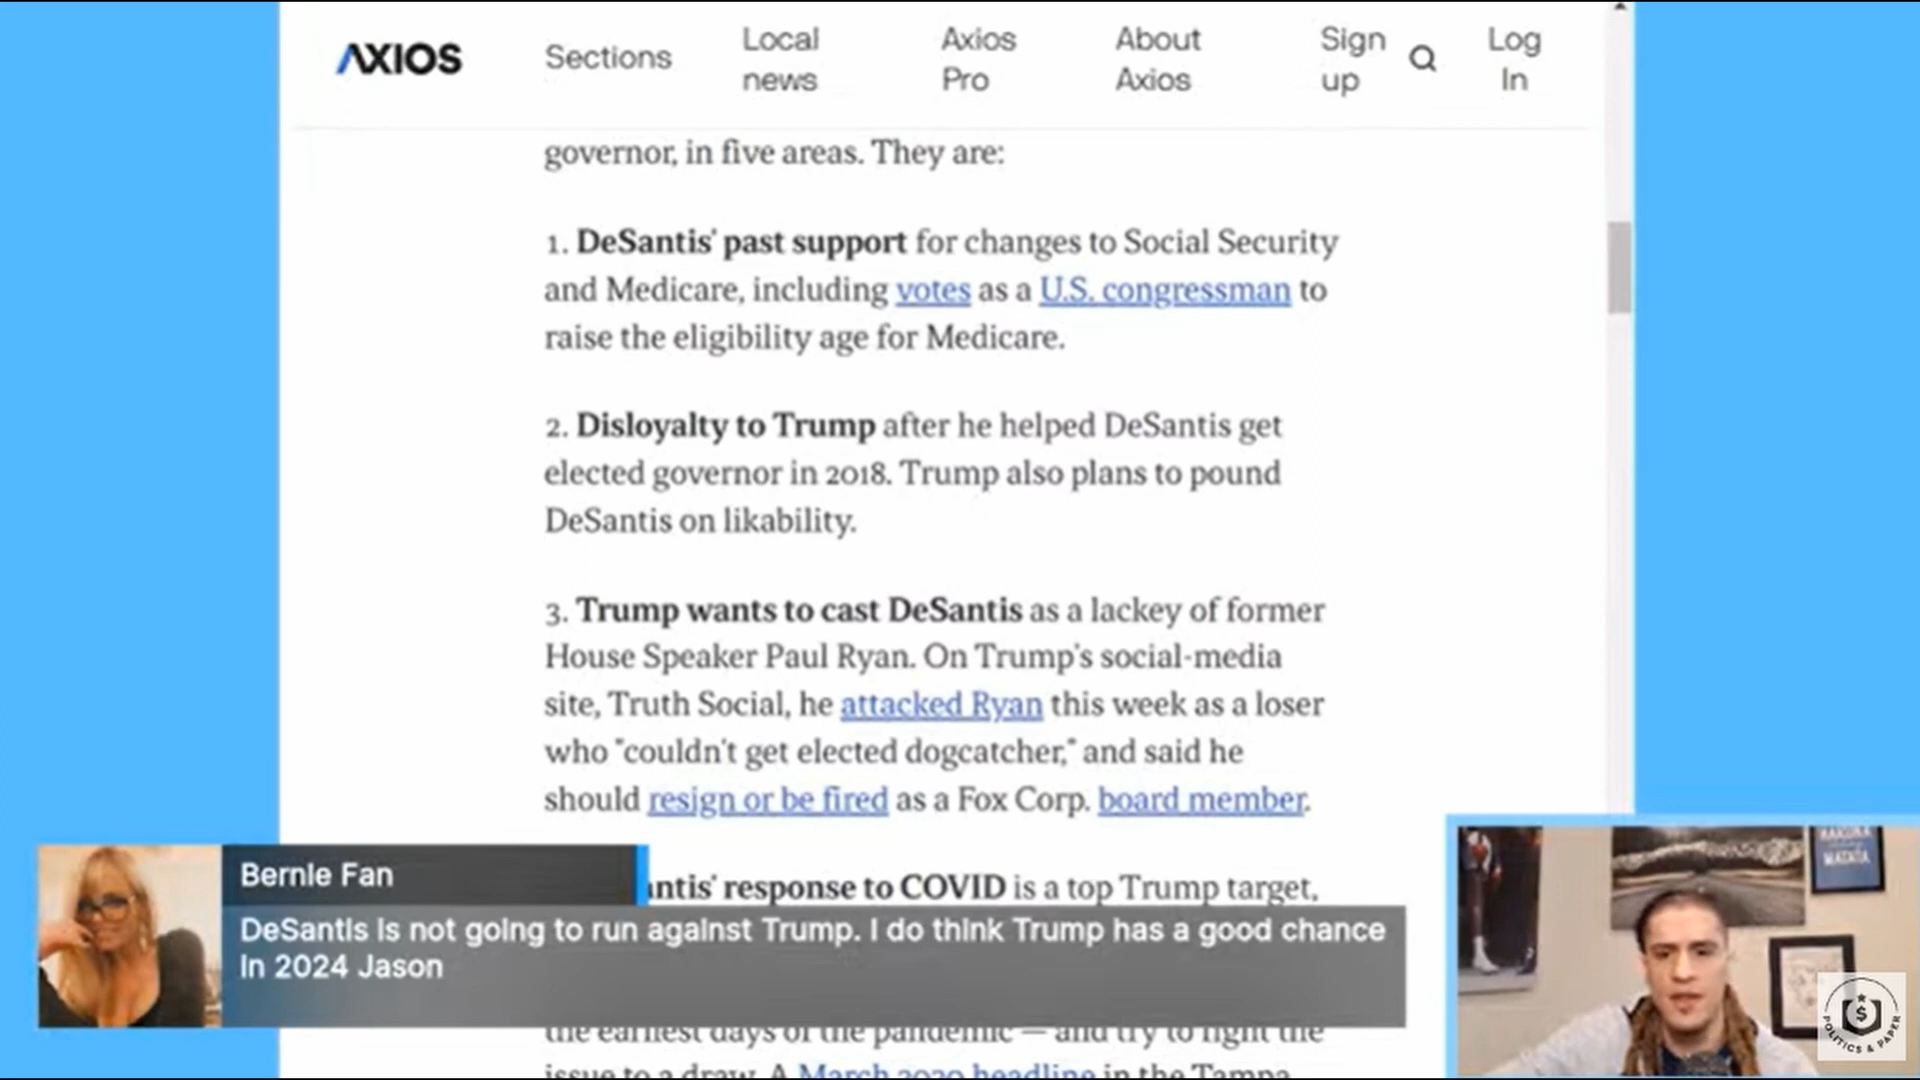 AXIOS
Sections
Local
news
Axios
Pro
About
Axios
Sign
up
Log
In
governor, in five areas. They are:
1. DeSantis' past support for changes to Social Security
and Medicare, including votes as a U.S. congressman to
raise the eligibility age for Medicare.
2. Disloyalty to Trump after he helped DeSantis get
elected governor in 2018. Trump also plans to pound
DeSantis on likability.
3. Trump wants to cast DeSantis as a lackey of former
House Speaker Paul Ryan. On Trump's social-media
site, Truth Social, he attacked Ryan this week as a loser
who "couldn't get elected dogcatcher," and said he
should resign or be fired as a Fox Corp. board member.
ntis' response to COVID is a top Trump target,
Bernie Fan
DeSantis is not going to run against Trump. I do think Trump has a good chance
in 2024 Jason
the earliest days of the pandemic — and try to fight the
issue to a draw. A March 2020 headline in the Tampa
HAKUNA
MATATA
POLITICS & PAPER